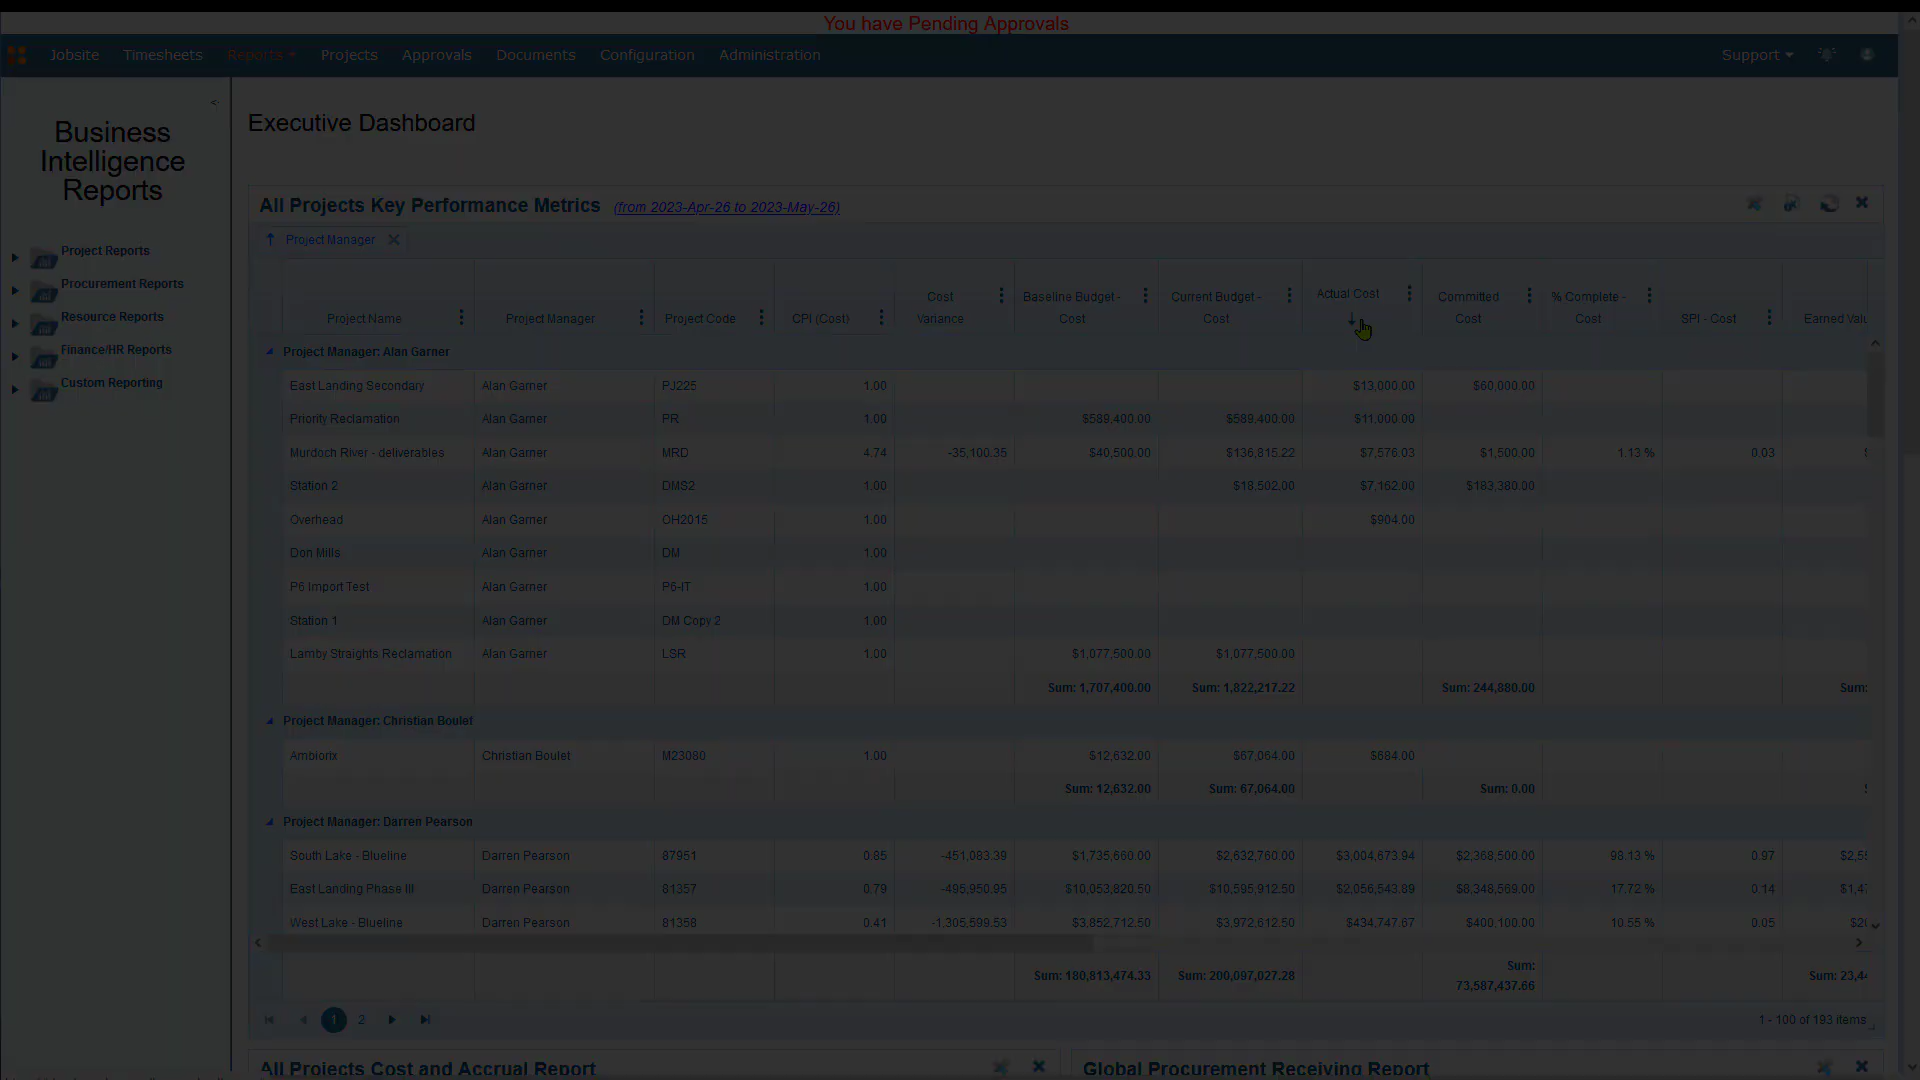 You have Pending Approvals
Jobsite Timesheets Reports Projects Approvals Documents Configuration Administration Support
<
Business
Intelligence
Reports
Project Reports
Procurement Reports
Resource Reports
Finance/HR Reports
Custom Reporting
Executive Dashboard
All Projects Key Performance Metrics (from 2023-Apr-26 to 2023-May-26)
Project Manager
Project Name Project Manager Project Code CPI (Cost) Cost Variance Baseline Budget - Cost Current Budget - Cost Actual Cost Committed Cost % Complete - Cost SPI - Cost Earned Valu
Project Manager: Alan Garner
East Landing Secondary Alan Garner PJ225 1.00 $13,000.00 $60,000.00
Priority Reclamation Alan Garner PR 1.00 $589,400.00 $589,400.00 $11,000.00
Murdoch River - deliverables Alan Garner MRD 4.74 -35,100.35 $40,500.00 $136,815.22 $7,576.03 $1,500.00 1.13 % 0.03
Station 2 Alan Garner DMS2 1.00 $18,502.00 $7,162.00 $183,380.00
Overhead Alan Garner OH2015 1.00 $904.00
Don Mills Alan Garner DM 1.00
P6 Import Test Alan Garner P6-IT 1.00
Station 1 Alan Garner DM Copy 2 1.00
Lamby Straights Reclamation Alan Garner LSR 1.00 $1,077,500.00 $1,077,500.00
Sum: 1,707,400.00 Sum: 1,822,217.22 Sum: 244,880.00 Sum:
Project Manager: Christian Boulet
Ambiorix Christian Boulet M23080 1.00 $12,632.00 $67,064.00 $684.00
Sum: 12,632.00 Sum: 67,064.00 Sum: 0.00
Project Manager: Darren Pearson
South Lake - Blueline Darren Pearson 87951 0.85 -451,083.39 $1,735,660.00 $2,632,760.00 $3,004,673.94 $2,368,500.00 98.13 % 0.97 $2,5
East Landing Phase III Darren Pearson 81357 0.79 -495,950.95 $10,053,820.50 $10,595,912.50 $2,056,543.89 $8,348,569.00 17.72 % 0.14 $1,4
West Lake - Blueline Darren Pearson 81358 0.41 -1,305,599.53 $3,852,712.50 $3,972,612.50 $434,747.67 $400,100.00 10.55 % 0.05 $20
Sum: 180,813,474.33 Sum: 200,097,027.28 Sum: 73,587,437.66 Sum: 23,4
1 2 1 - 100 of 193 items
All Projects Cost and Accrual Report Global Procurement Receiving Report